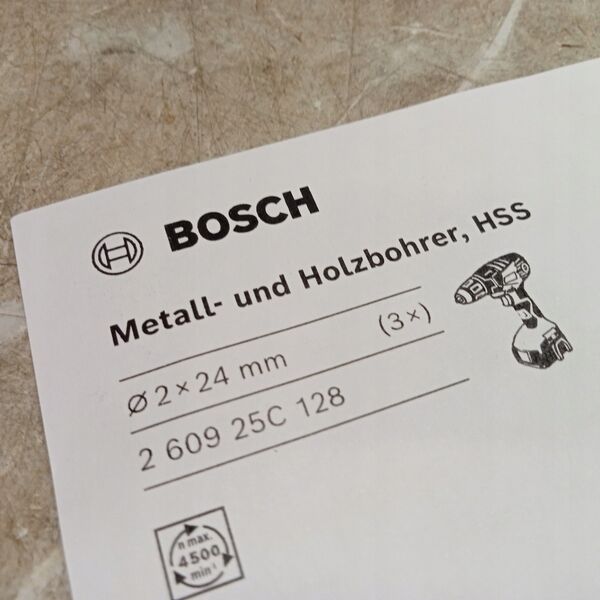 BOSCH
Metall- und Holzbohrer, HSS
Ø 2 × 24 mm (3×)
2 609 25C 128
n max.
4500
min⁻¹